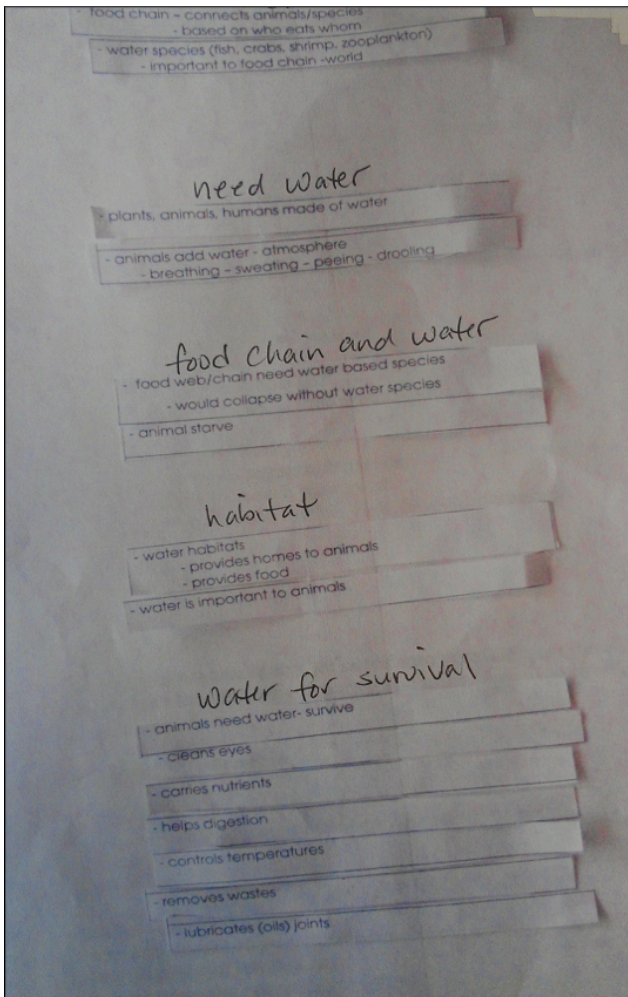 - food chain – connects animals/species
- based on who eats whom
- water species (fish, crabs, shrimp, zooplankton)
- important to food chain -world
need water
- plants, animals, humans made of water
- animals add water - atmosphere
- breathing – sweating – peeing - drooling
food chain and water
- food web/chain need water based species
- would collapse without water species
- animal starve
habitat
- water habitats
- provides homes to animals
- provides food
- water is important to animals
water for survival
- animals need water- survive
- cleans eyes
- carries nutrients
- helps digestion
- controls temperatures
- removes wastes
- lubricates (oils) joints